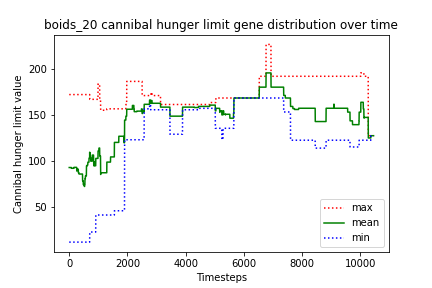 boids_20 cannibal hunger limit gene distribution over time
Cannibal hunger limit value
200
150
100
50
0
2000
4000
6000
8000
10000
Timesteps
max
mean
min